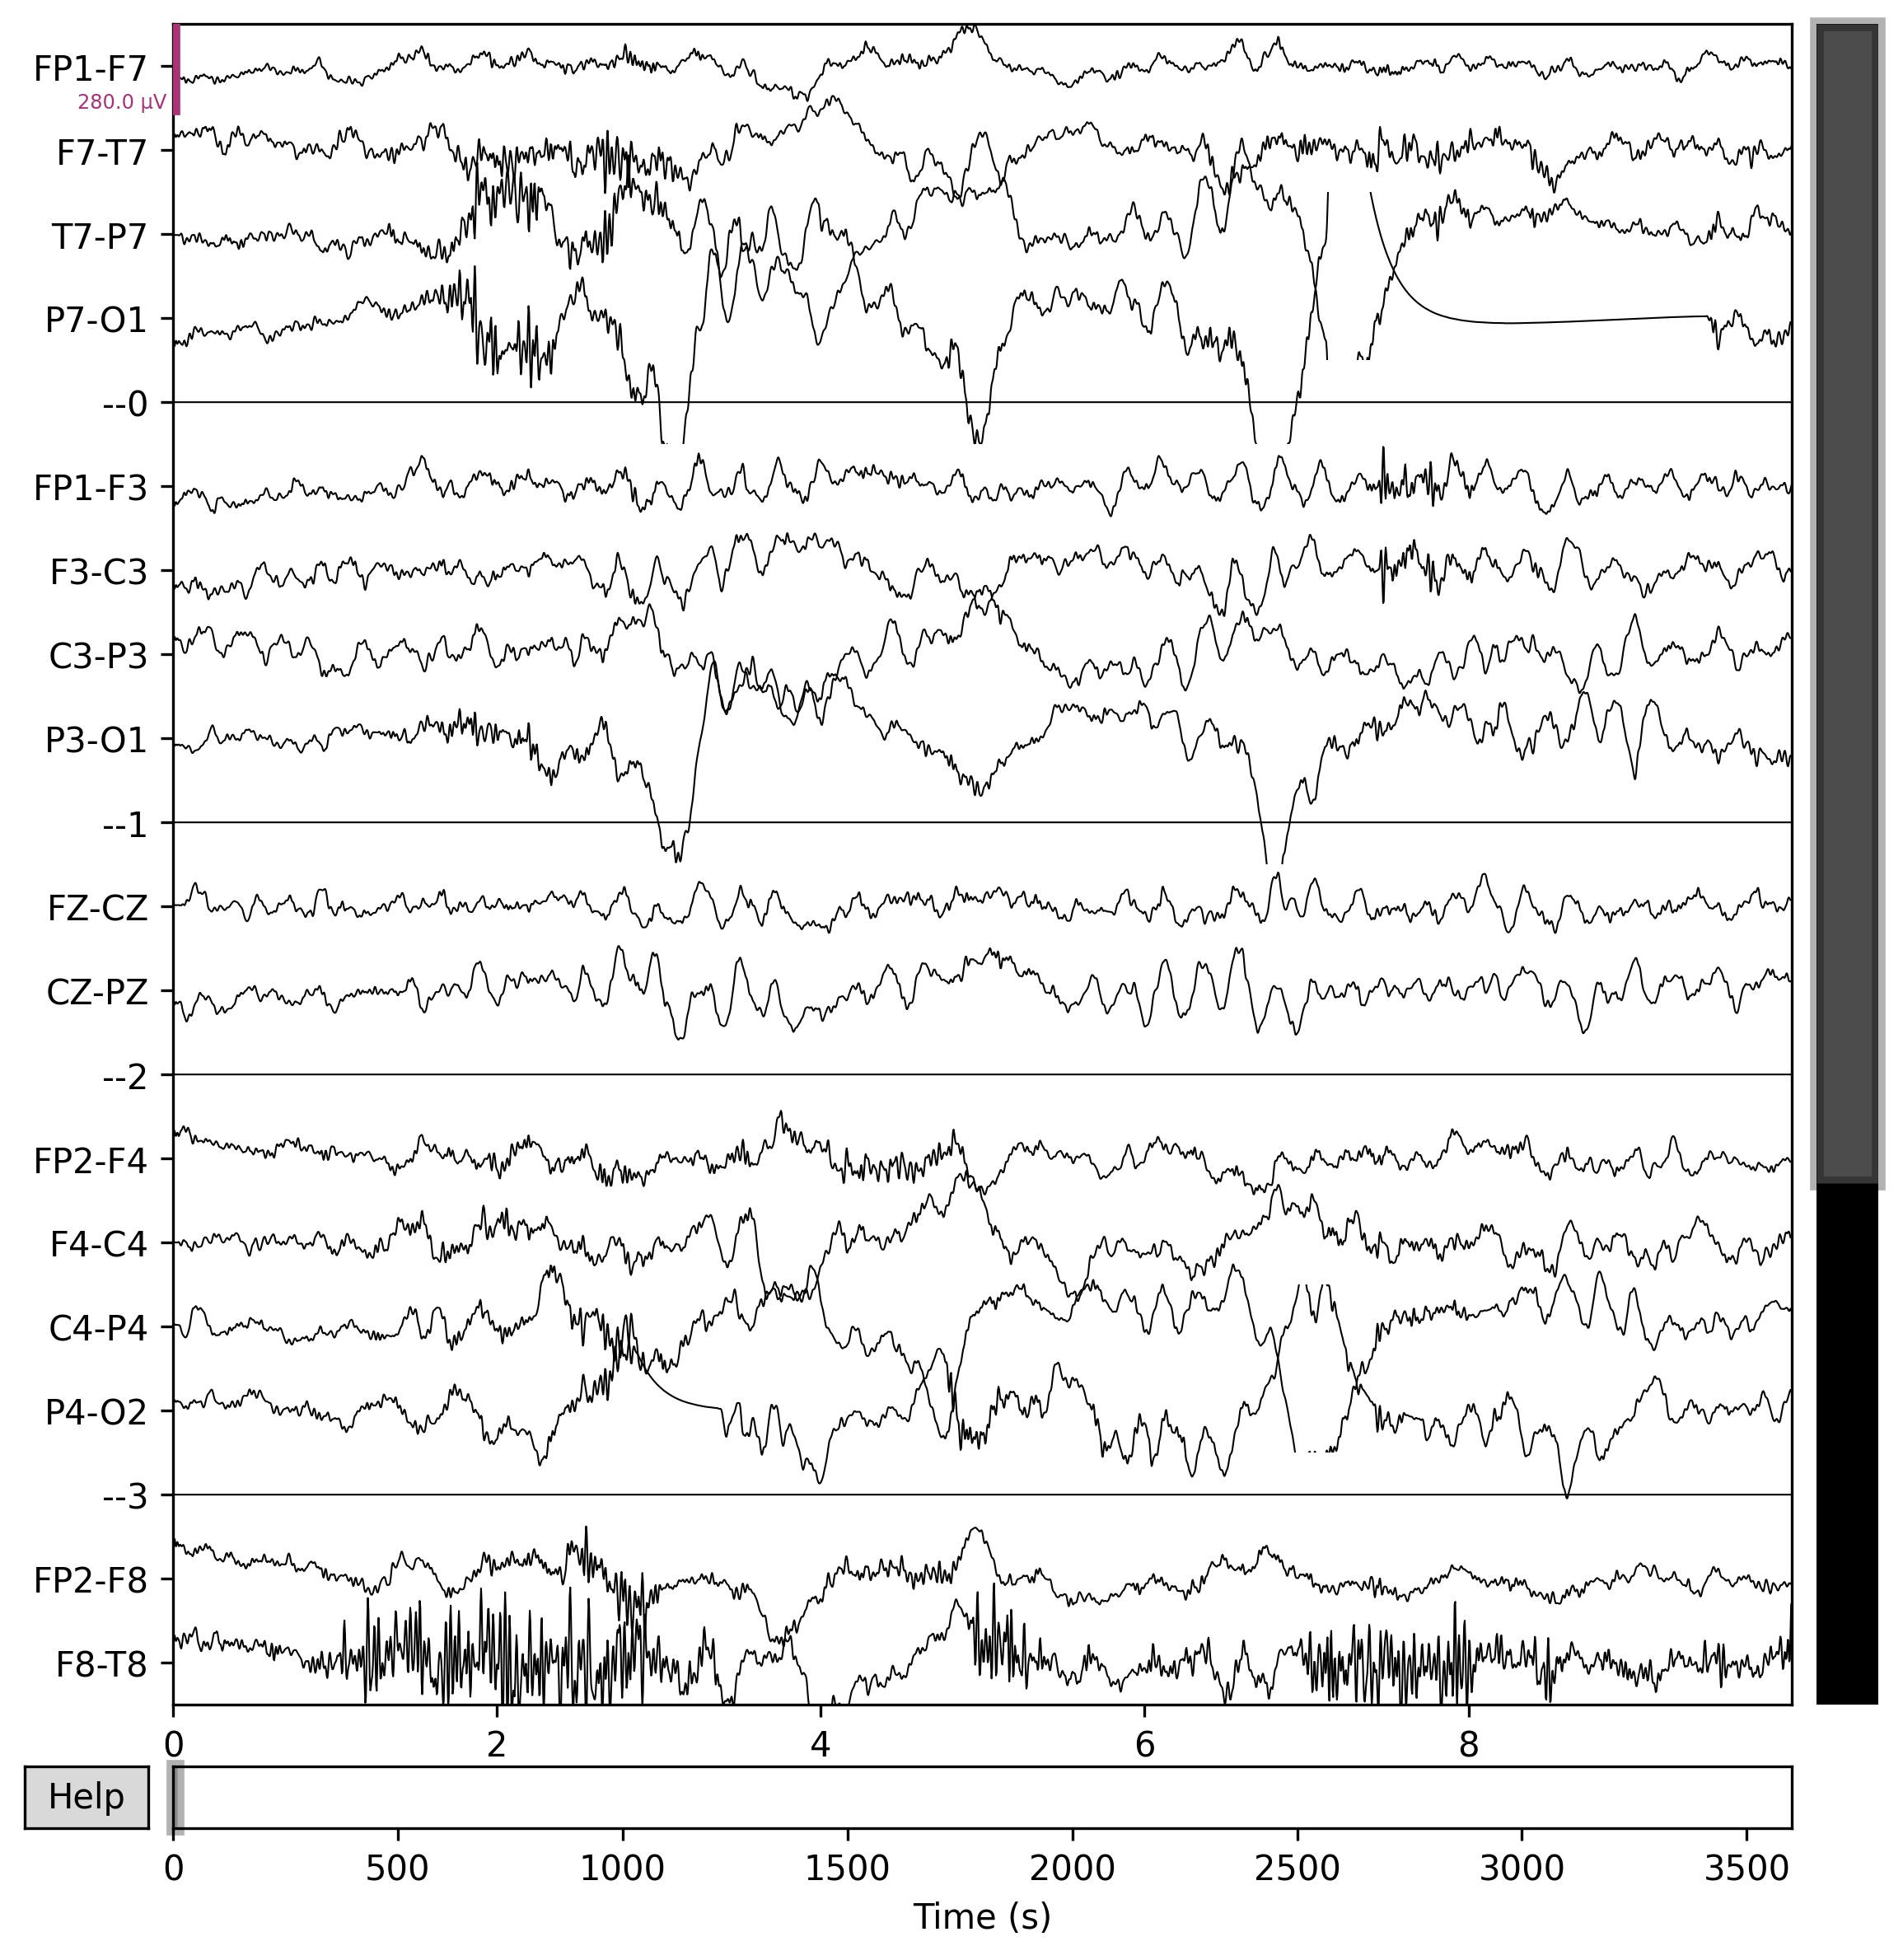 FP1-F7
280.0 µV
F7-T7
T7-P7
P7-O1
--0
FP1-F3
F3-C3
C3-P3
P3-O1
--1
FZ-CZ
CZ-PZ
--2
FP2-F4
F4-C4
C4-P4
P4-O2
--3
FP2-F8
F8-T8
0 2 4 6 8
Help
0 500 1000 1500 2000 2500 3000 3500
Time (s)